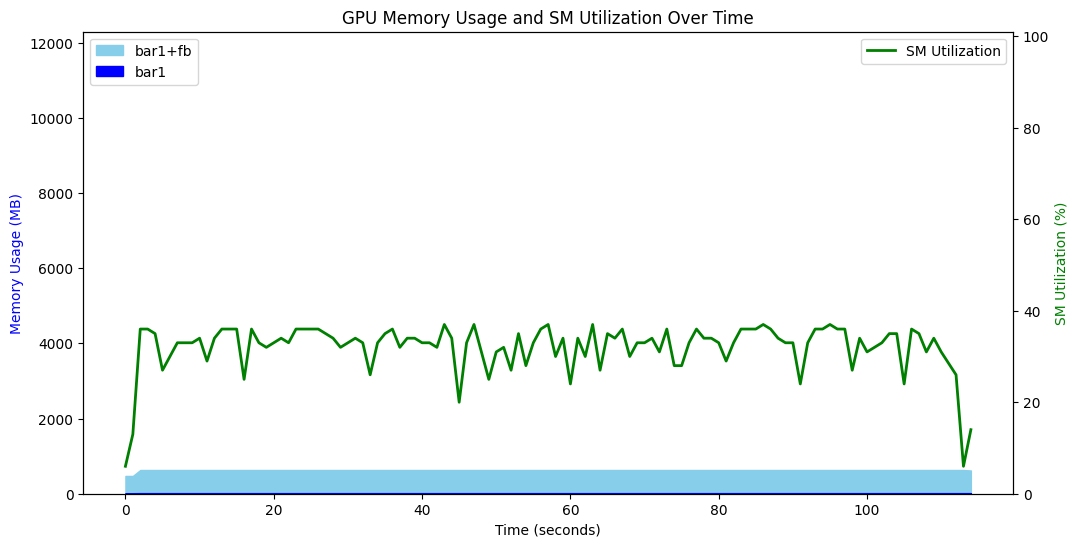 GPU Memory Usage and SM Utilization Over Time
bar1+fb
bar1
SM Utilization
Memory Usage (MB)
12000
10000
8000
6000
4000
2000
0
100
80
60
40
20
0
SM Utilization (%)
0 20 40 60 80 100
Time (seconds)